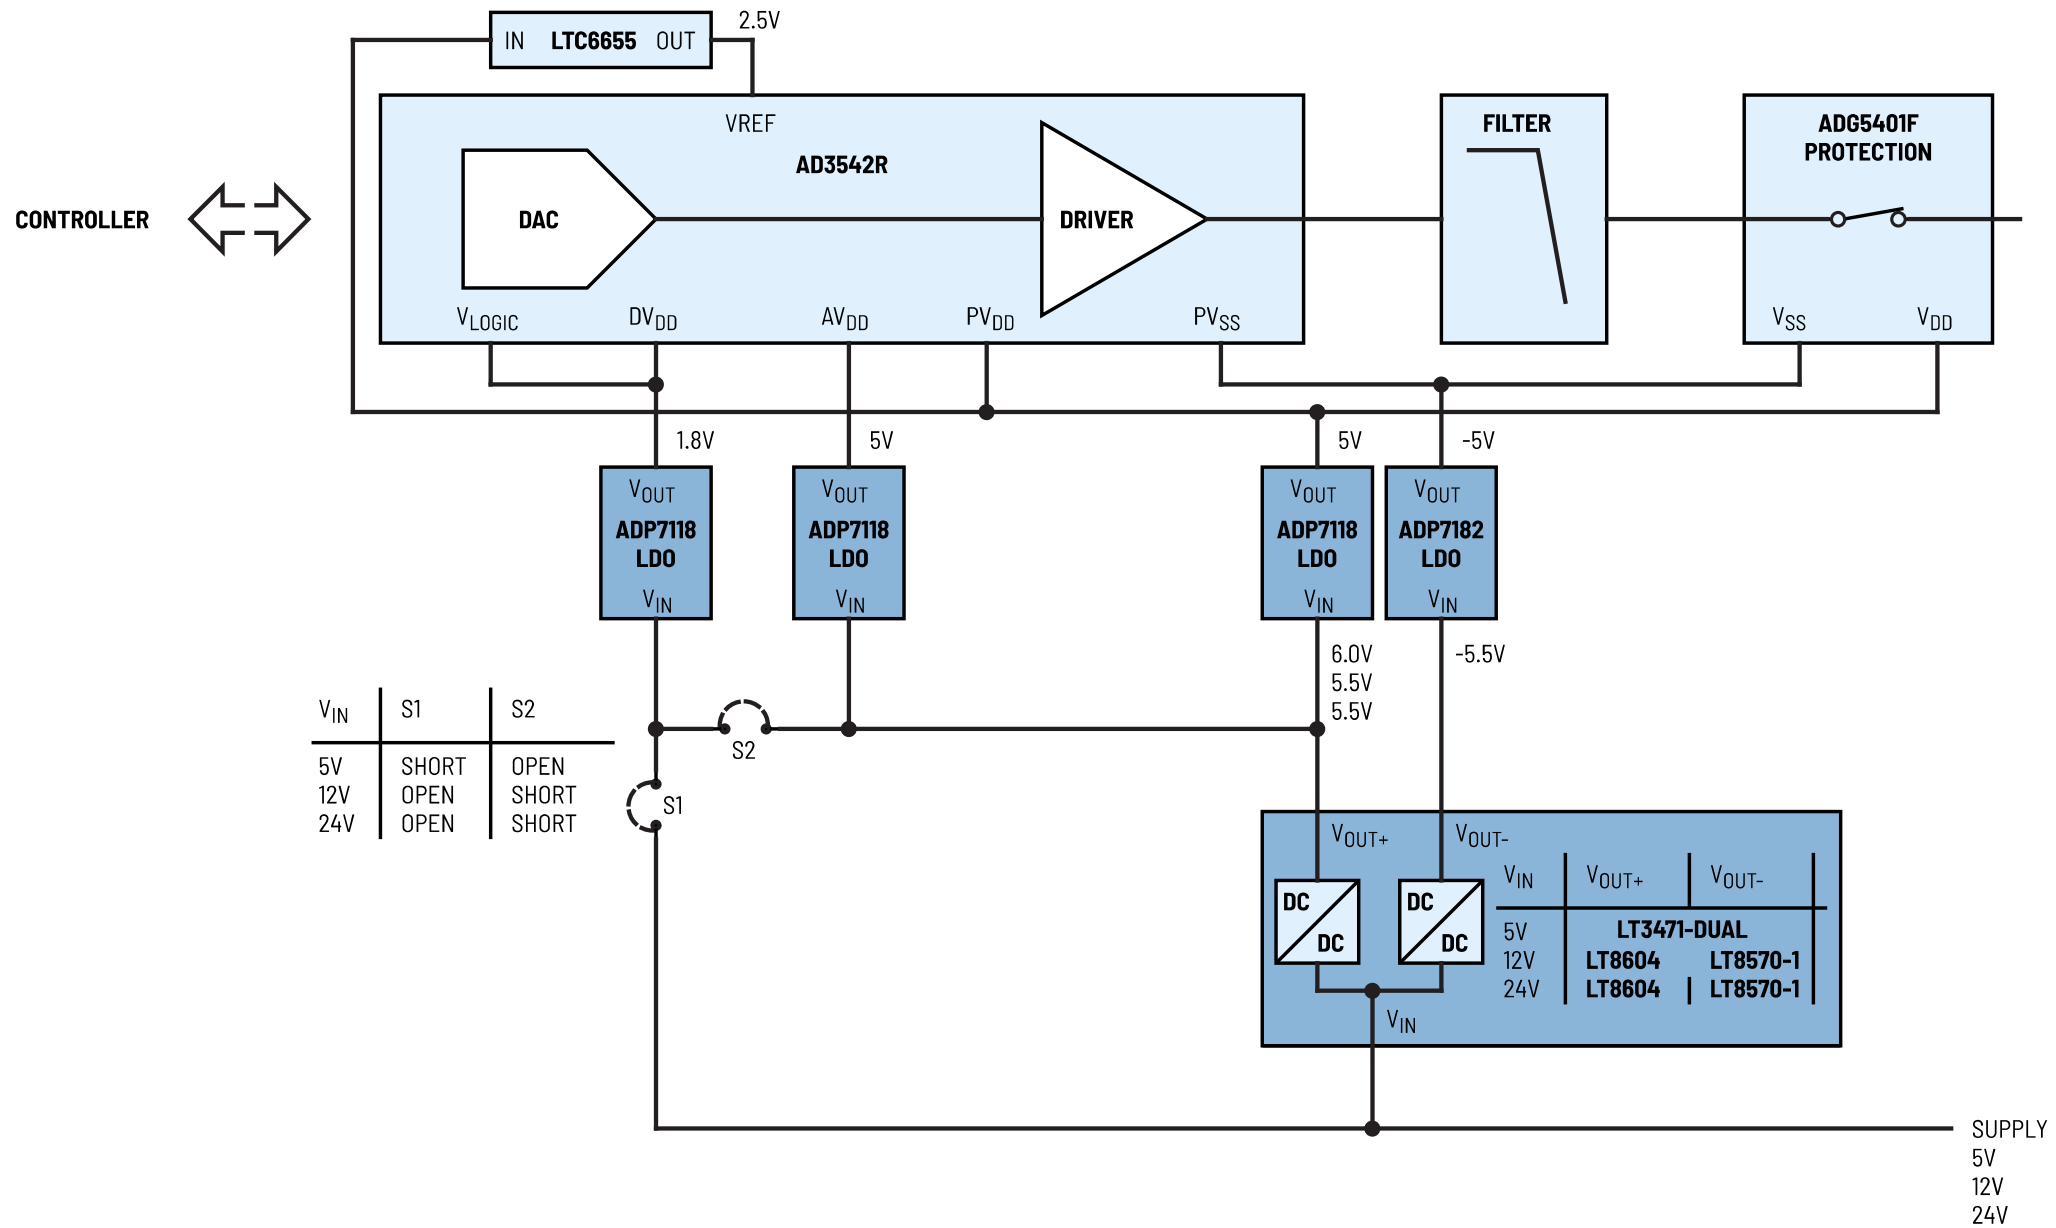 2.5V
IN LTC6655 OUT
VREF
AD3542R
DAC
DRIVER
FILTER
ADG5401F
PROTECTION
CONTROLLER
VLOGIC DVDD AVDD PVDD PVSS
VSS VDD
1.8V 5V 5V -5V
VOUT
ADP7118
LDO
VIN
VOUT
ADP7118
LDO
VIN
VOUT
ADP7118
LDO
VIN
VOUT
ADP7182
LDO
VIN
6.0V
5.5V
5.5V
-5.5V
VIN S1 S2
5V SHORT OPEN
12V OPEN SHORT
24V OPEN SHORT
S2
S1
VOUT+ VOUT-
DC
DC
DC
DC
VIN
VIN VOUT+ VOUT-
5V LT3471-DUAL
12V LT8604 LT8570-1
24V LT8604 LT8570-1
SUPPLY
5V
12V
24V